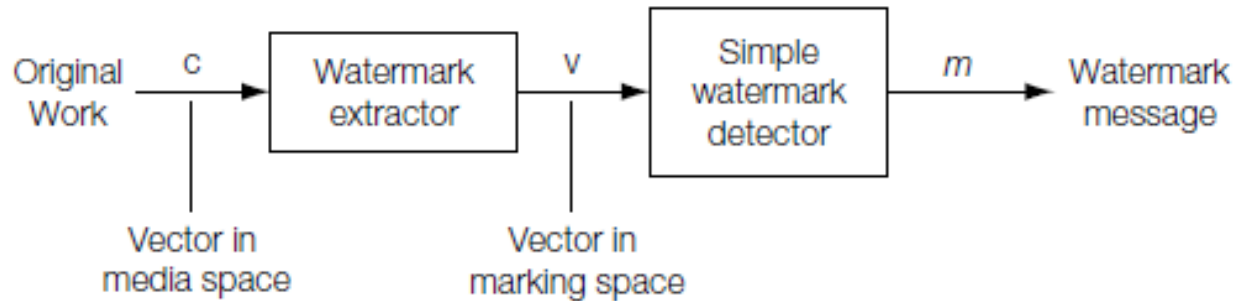 Original
Work
c
Watermark
extractor
v
Simple
watermark
detector
m
Watermark
message
Vector in
media space
Vector in
marking space